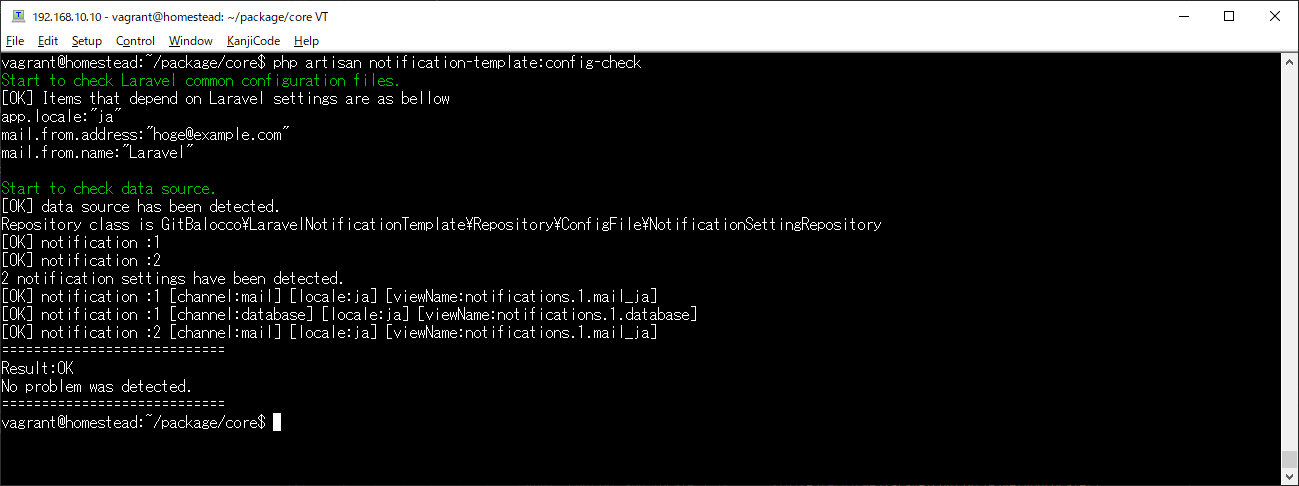 192.168.10.10 - vagrant@homestead: ~/package/core VT
File Edit Setup Control Window KanjiCode Help
vagrant@homestead:~/package/core$ php artisan notification-template:config-check
Start to check Laravel common configuration files.
[OK] Items that depend on Laravel settings are as bellow
app.locale:"ja"
mail.from.address:"hoge@example.com"
mail.from.name:"Laravel"
Start to check data source.
[OK] data source has been detected.
Repository class is GitBalocco¥LaravelNotificationTemplate¥Repository¥ConfigFile¥NotificationSettingRepository
[OK] notification :1
[OK] notification :2
2 notification settings have been detected.
[OK] notification :1 [channel:mail] [locale:ja] [viewName:notifications.1.mail_ja]
[OK] notification :1 [channel:database] [locale:ja] [viewName:notifications.1.database]
[OK] notification :2 [channel:mail] [locale:ja] [viewName:notifications.1.mail_ja]
============================
Result:OK
No problem was detected.
============================
vagrant@homestead:~/package/core$